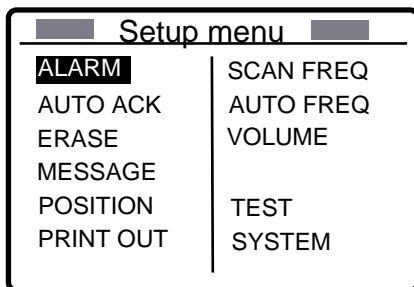 Setup menu
ALARM
AUTO ACK
ERASE
MESSAGE
POSITION
PRINT OUT
SCAN FREQ
AUTO FREQ
VOLUME
TEST
SYSTEM